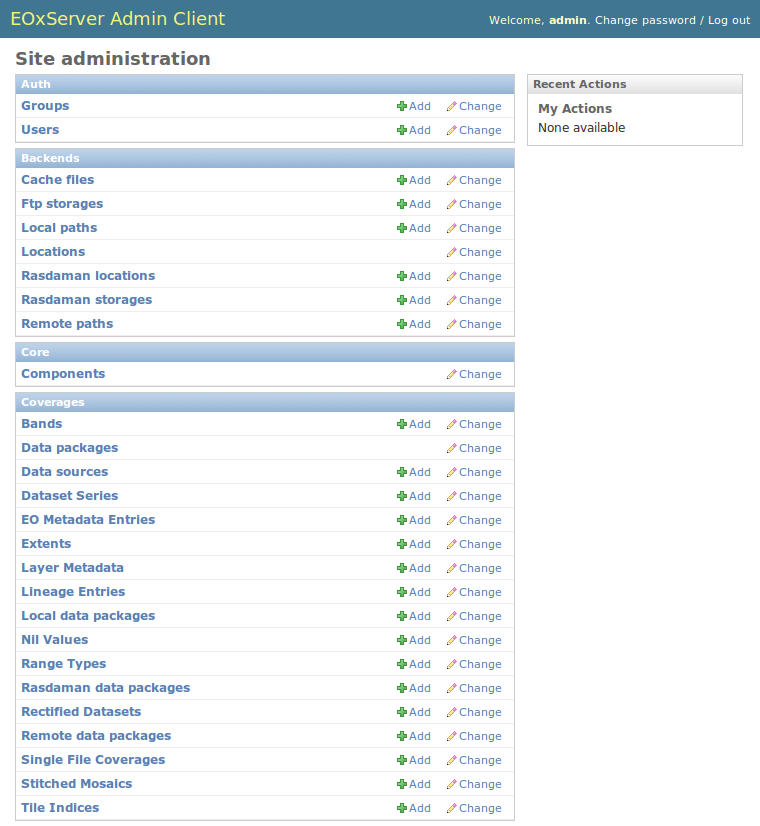 EOxServer Admin Client
Welcome, admin. Change password / Log out
Site administration
Auth
Groups Add Change
Users Add Change
Backends
Cache files Add Change
Ftp storages Add Change
Local paths Add Change
Locations Change
Rasdaman locations Add Change
Rasdaman storages Add Change
Remote paths Add Change
Core
Components Change
Coverages
Bands Add Change
Data packages Change
Data sources Add Change
Dataset Series Add Change
EO Metadata Entries Add Change
Extents Add Change
Layer Metadata Add Change
Lineage Entries Add Change
Local data packages Add Change
Nil Values Add Change
Range Types Add Change
Rasdaman data packages Add Change
Rectified Datasets Add Change
Remote data packages Add Change
Single File Coverages Add Change
Stitched Mosaics Add Change
Tile Indices Add Change
Recent Actions
My Actions
None available